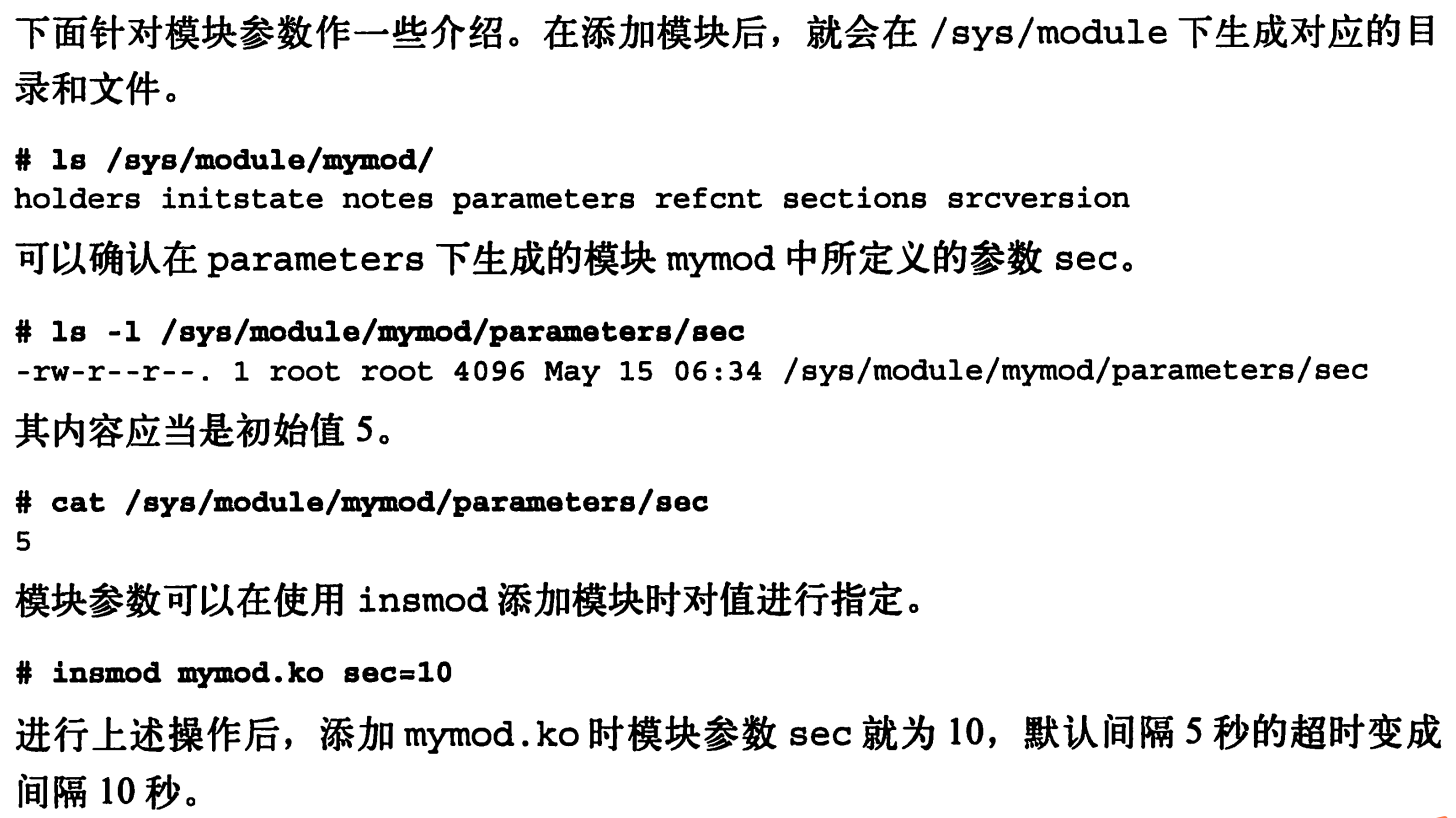 下面针对模块参数作一些介绍。在添加模块后，就会在 /sys/module 下生成对应的目
录和文件。
# ls /sys/module/mymod/
holders initstate notes parameters refcnt sections srcversion
可以确认在 parameters 下生成的模块 mymod 中所定义的参数 sec。
# ls -l /sys/module/mymod/parameters/sec
-rw-r--r--. 1 root root 4096 May 15 06:34 /sys/module/mymod/parameters/sec
其内容应当是初始值 5。
# cat /sys/module/mymod/parameters/sec
5
模块参数可以在使用 insmod 添加模块时对值进行指定。
# insmod mymod.ko sec=10
进行上述操作后，添加 mymod.ko 时模块参数 sec 就为 10，默认间隔 5 秒的超时变成
间隔 10 秒。